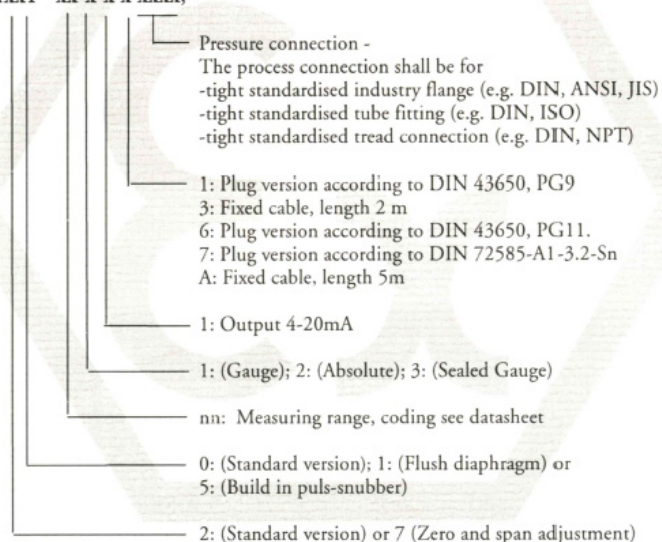 Pressure connection -
The process connection shall be for
-tight standardised industry flange (e.g. DIN, ANSI, JIS)
-tight standardised tube fitting (e.g. DIN, ISO)
-tight standardised tread connection (e.g. DIN, NPT)
1: Plug version according to DIN 43650, PG9
3: Fixed cable, length 2 m
6: Plug version according to DIN 43650, PG11.
7: Plug version according to DIN 72585-A1-3.2-Sn
A: Fixed cable, length 5m
1: Output 4-20mA
1: (Gauge); 2: (Absolute); 3: (Sealed Gauge)
nn: Measuring range, coding see datasheet
0: (Standard version); 1: (Flush diaphragm) or
5: (Build in puls-snubber)
2: (Standard version) or 7 (Zero and span adjustment)